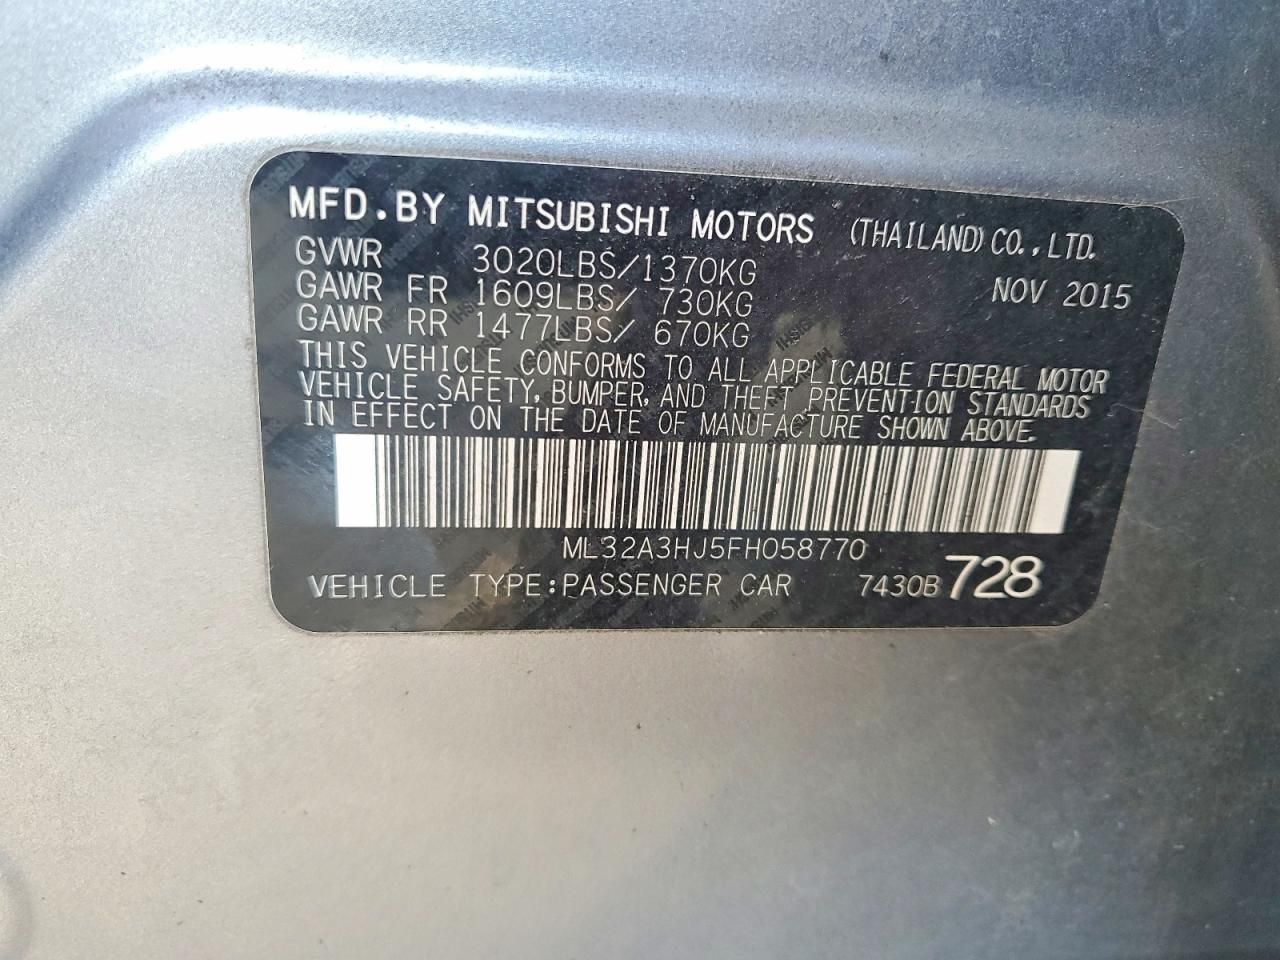 MFD.BY MITSUBISHI MOTORS (THAILAND) CO.,LTD.
GVWR 3020LBS/1370KG NOV 2015
GAWR FR 1609LBS/ 730KG
GAWR RR 1477LBS/ 670KG
THIS VEHICLE CONFORMS TO ALL APPLICABLE FEDERAL MOTOR
VEHICLE SAFETY, BUMPER, AND THEFT PREVENTION STANDARDS
IN EFFECT ON THE DATE OF MANUFACTURE SHOWN ABOVE.
ML32A3HJ5FH058770
VEHICLE TYPE:PASSENGER CAR 7430B 728